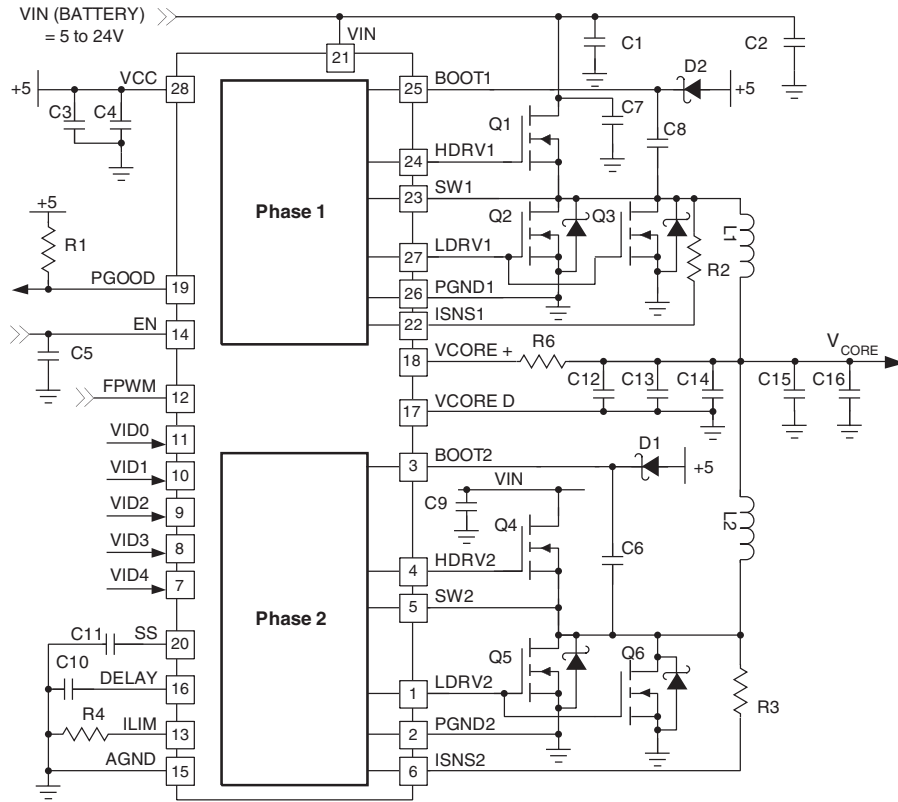 VIN (BATTERY)
= 5 to 24V
VIN
21
C1
C2
+5
VCC
28
C3
C4
25
BOOT1
D2
+5
C7
C8
Q1
24
HDRV1
23
SW1
Phase 1
Q2
Q3
L1
R2
27
LDRV1
26
PGND1
22
ISNS1
+5
R1
PGOOD
19
EN
14
C5
18
VCORE +
R6
VCORE
C12
C13
C14
C15
C16
FPWM
12
17
VCORE D
VID0
11
VID1
10
VID2
9
VID3
8
VID4
7
3
BOOT2
D1
+5
VIN
C9
Q4
C6
L2
4
HDRV2
5
SW2
Phase 2
Q5
Q6
R3
1
LDRV2
2
PGND2
6
ISNS2
C11
SS
20
C10
DELAY
16
R4
ILIM
13
AGND
15